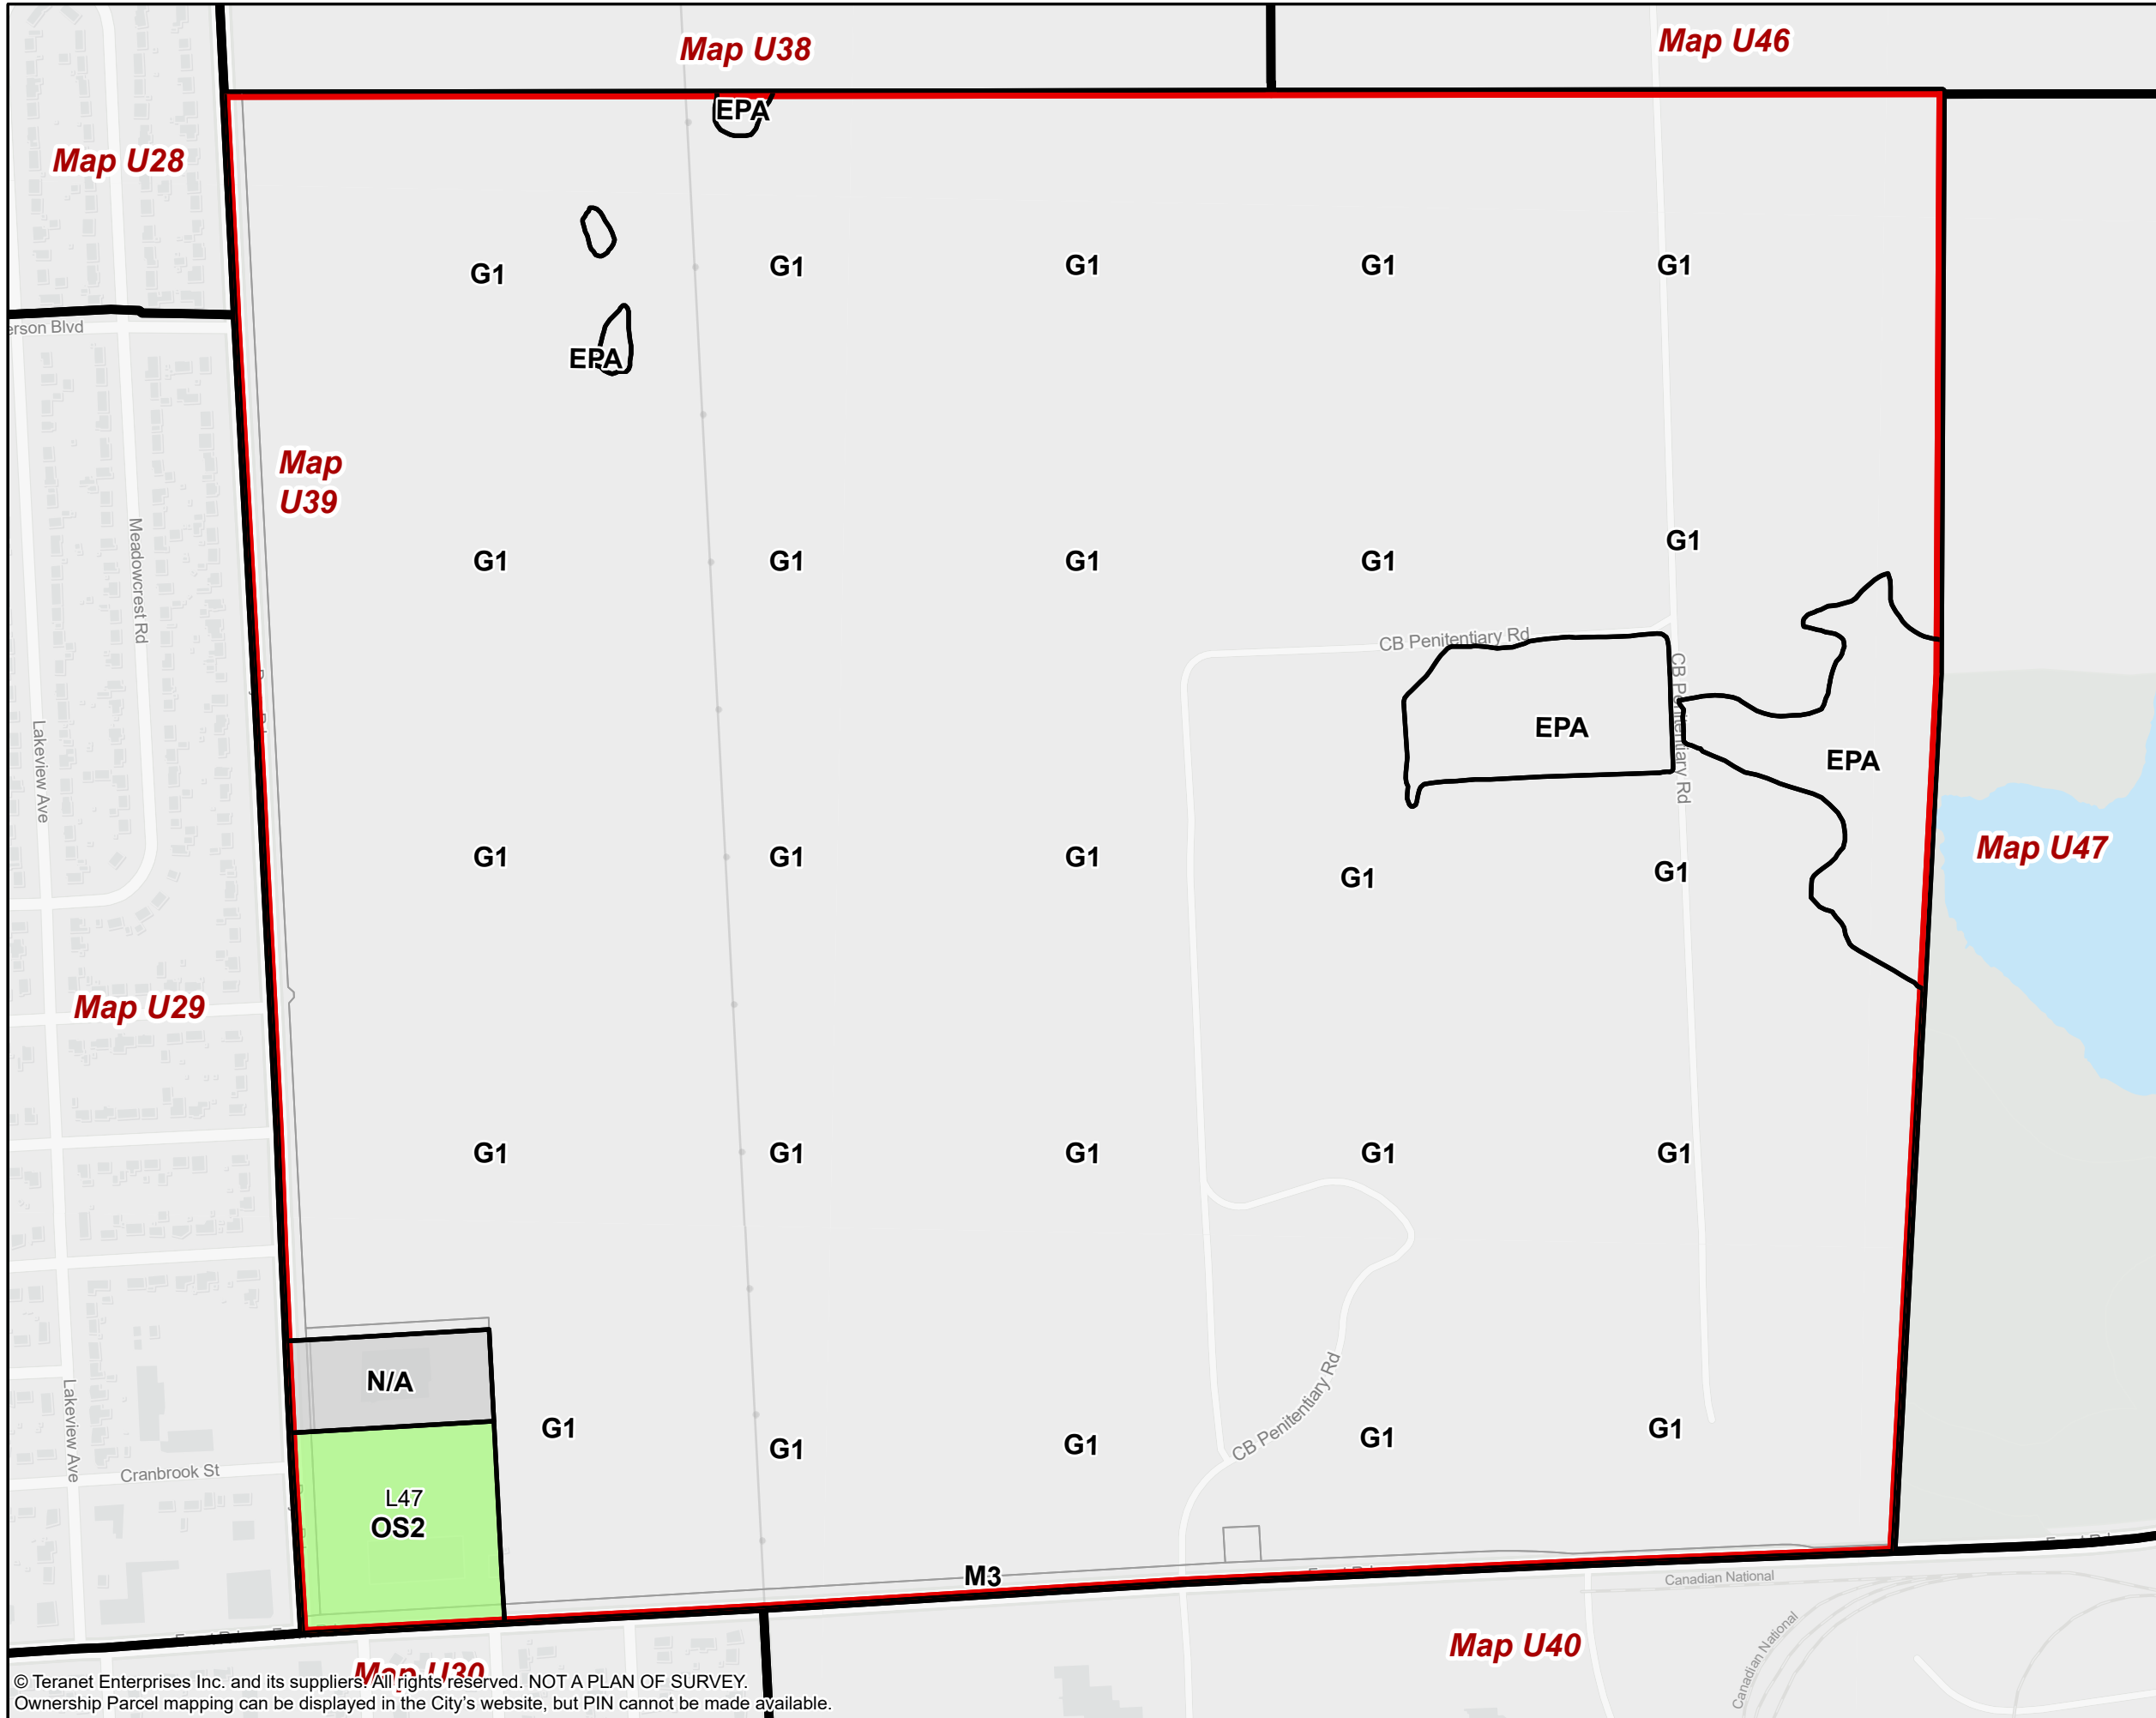 Map U38
Map U46
EPA
Map U28
G1
G1
G1
G1
G1
erson Blvd
EPA
Map
U39
Meadowcrest Rd
G1
G1
G1
G1
G1
CB Penitentiary Rd
CB Penitentiary Rd
EPA
EPA
Lakeview Ave
Map U47
G1
G1
G1
G1
G1
Map U29
G1
G1
G1
G1
G1
N/A
CB Penitentiary Rd
G1
G1
G1
G1
G1
Lakeview Ave
Cranbrook St
L47
OS2
M3
Canadian National
Canadian National
Map U40
Map U30
© Teranet Enterprises Inc. and its suppliers. All rights reserved. NOT A PLAN OF SURVEY.
Ownership Parcel mapping can be displayed in the City's website, but PIN cannot be made available.